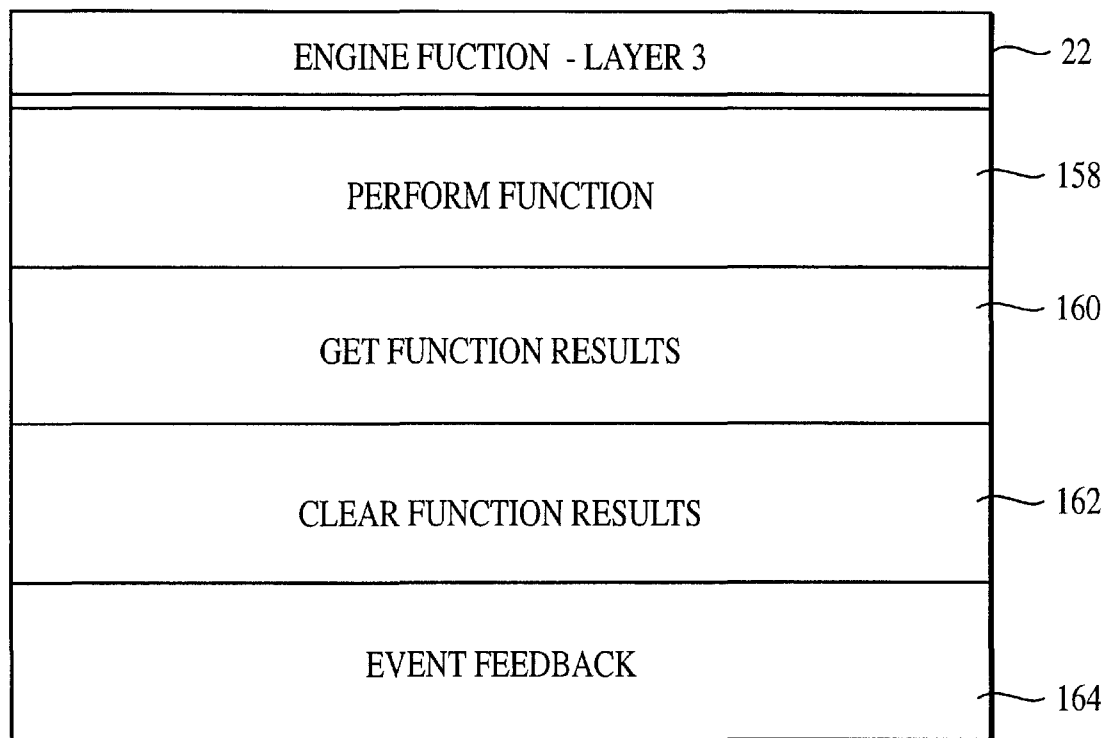 ENGINE FUCTION - LAYER 3
22
PERFORM FUNCTION
158
GET FUNCTION RESULTS
160
CLEAR FUNCTION RESULTS
162
EVENT FEEDBACK
164